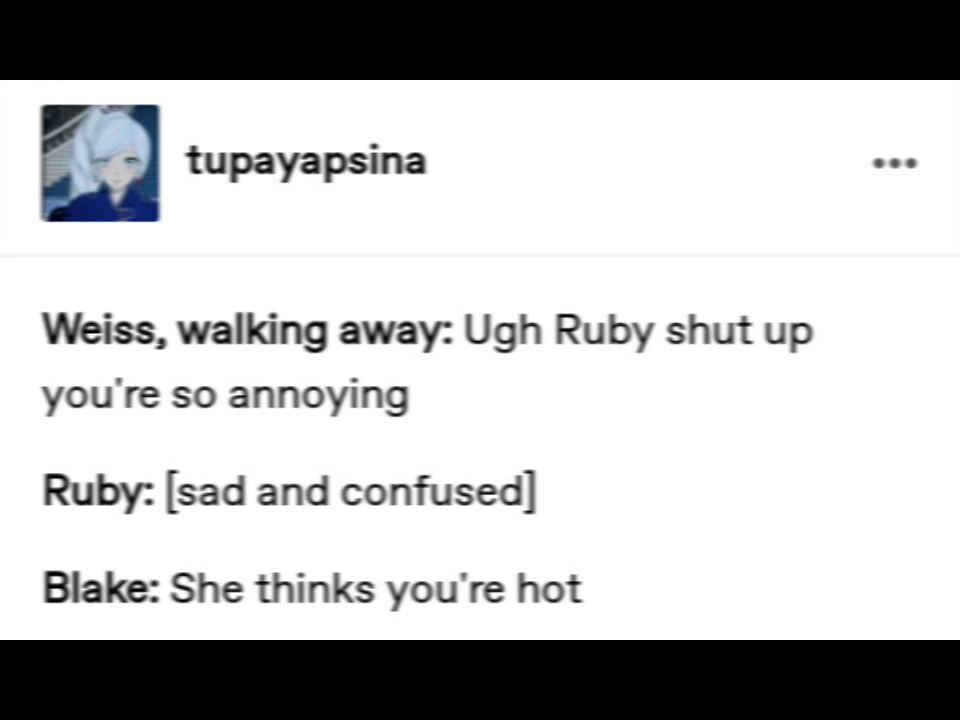 tupayapsina
Weiss, walking away: Ugh Ruby shut up
you're so annoying
Ruby: [sad and confused]
Blake: She thinks you're hot